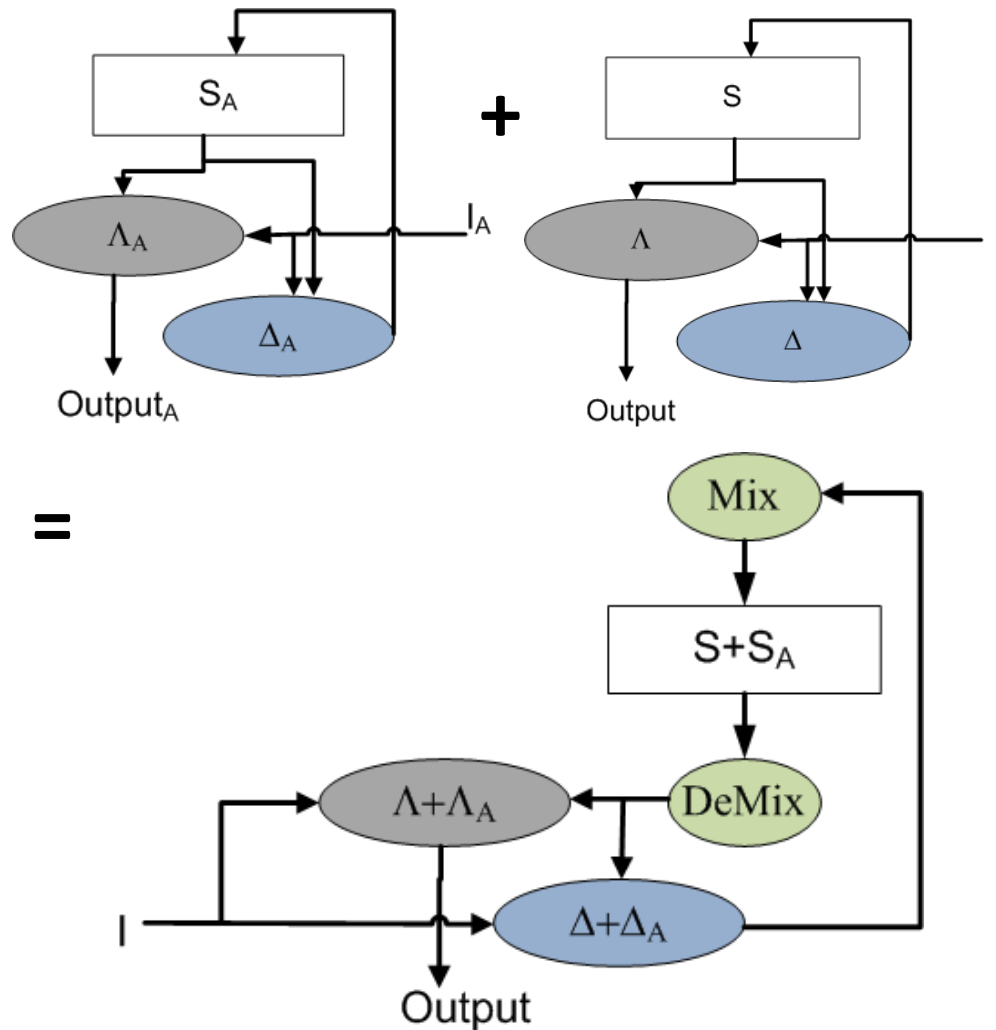 S_A
+
S
Λ_A
I_A
Λ
Δ_A
Δ
Output_A
Output
=
Mix
S+S_A
Λ+Λ_A
DeMix
I
Δ+Δ_A
Output